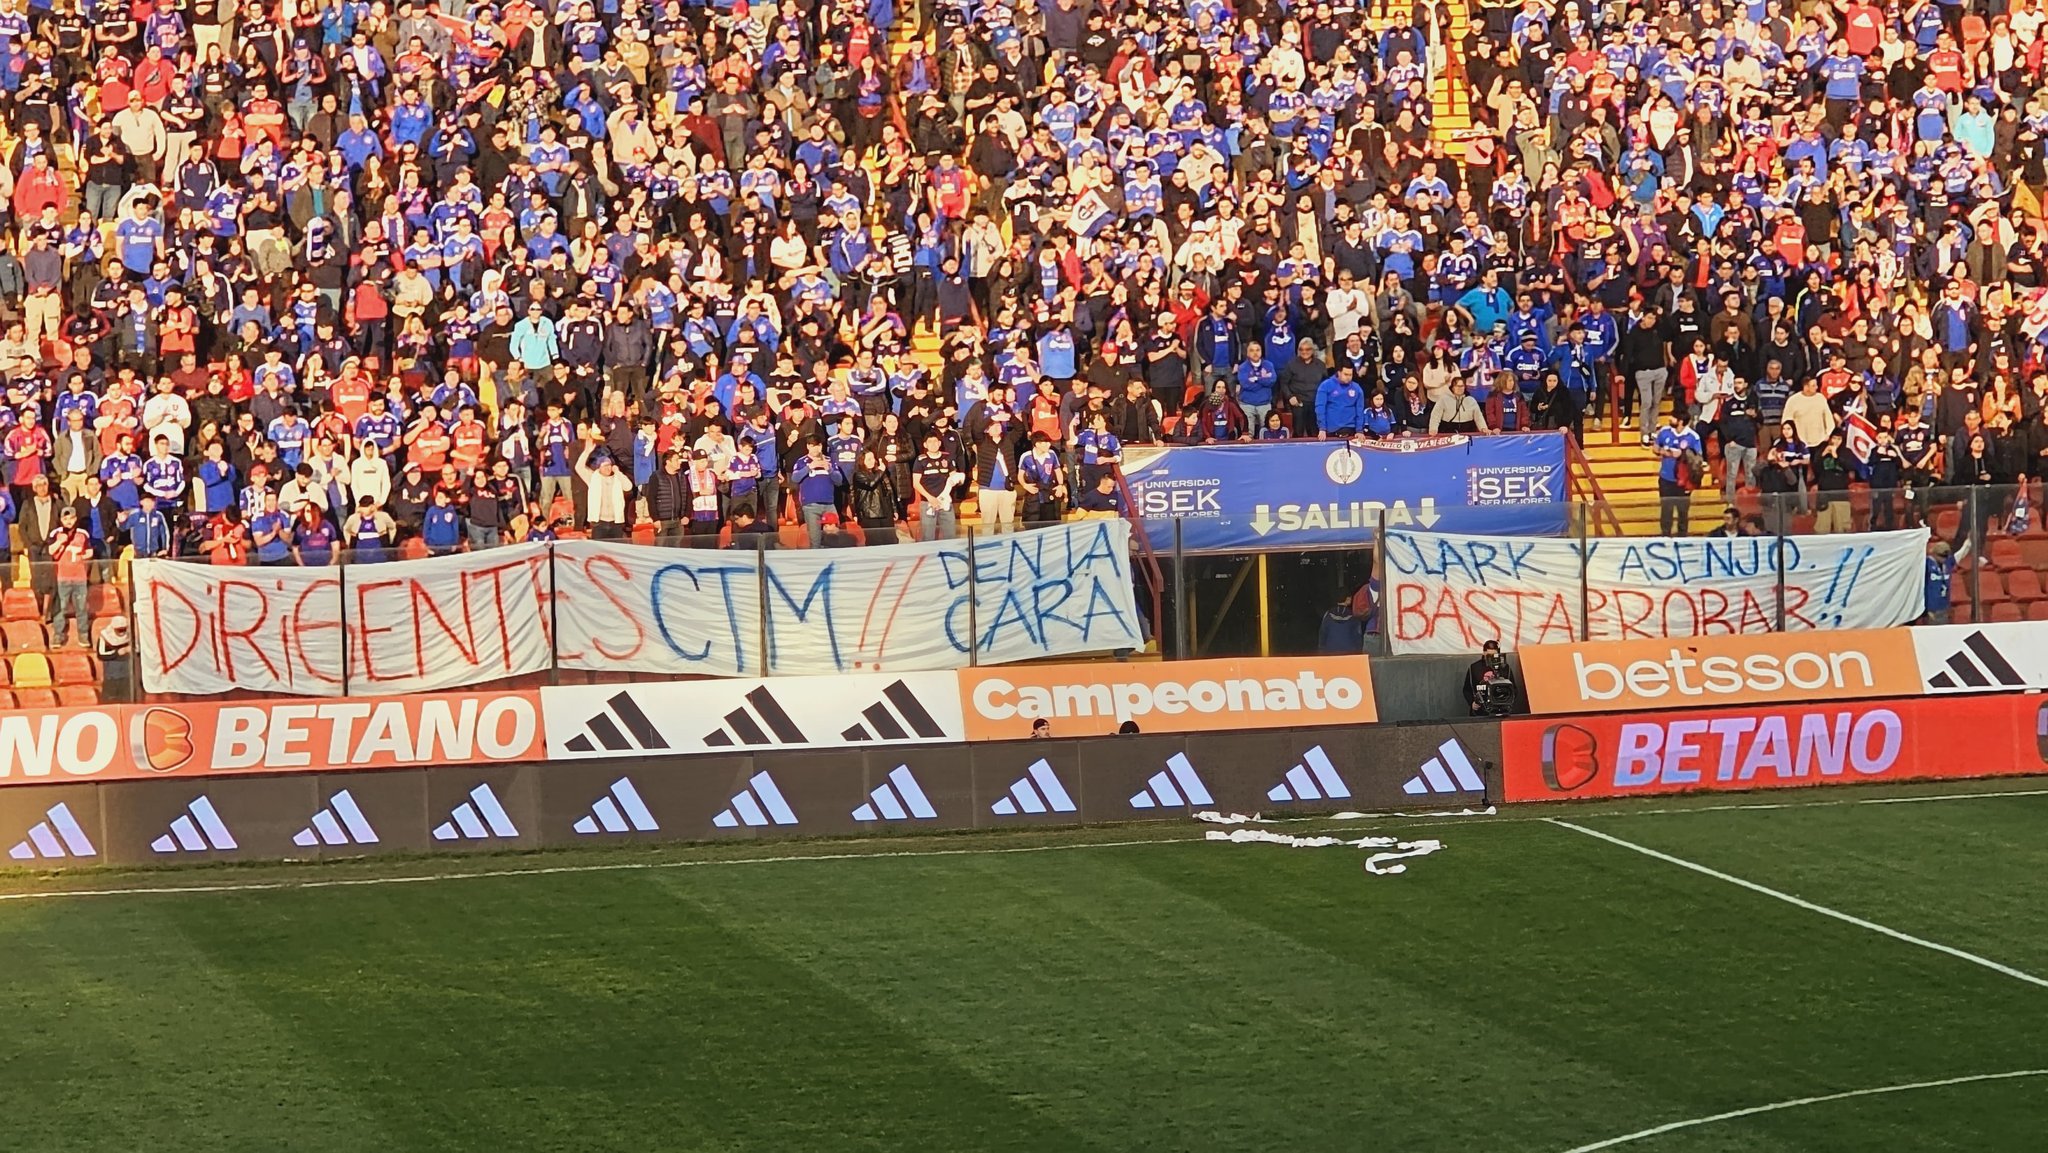 UNIVERSIDAD
SEK
SER MEJORES
CHILE
UNIVERSIDAD
SEK
SER MEJORES
SALIDA
DiRiGENTES CTM!!
DEN LA
CARA
CLARK Y ASENJO.
BASTA D ROBAR!!
NO
BETANO
Campeonato
betsson
BETANO